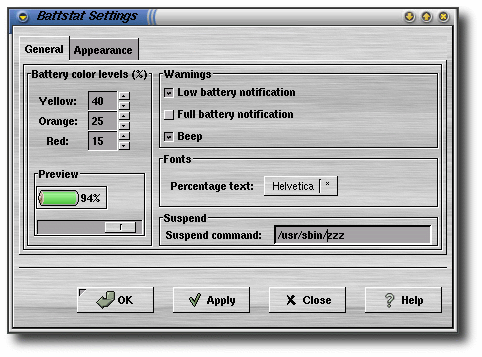 Battstat Settings
General
Appearance
Battery color levels (%)
Yellow: 40
Orange: 25
Red: 15
Preview
94%
Warnings
Low battery notification
Full battery notification
Beep
Fonts
Percentage text: Helvetica
Suspend
Suspend command: /usr/sbin/zzz
OK
Apply
Close
Help